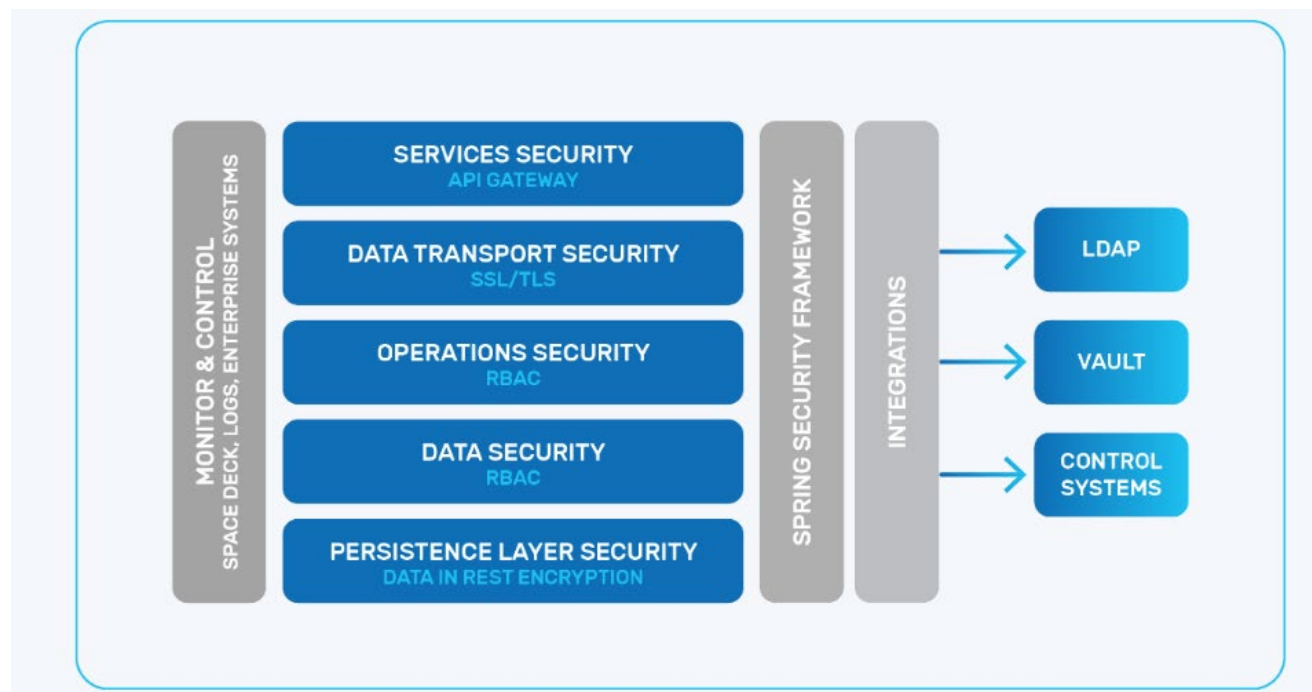 MONITOR & CONTROL
SPACE DECK, LOGS, ENTERPRISE SYSTEMS
SERVICES SECURITY
API GATEWAY
DATA TRANSPORT SECURITY
SSL/TLS
OPERATIONS SECURITY
RBAC
DATA SECURITY
RBAC
PERSISTENCE LAYER SECURITY
DATA IN REST ENCRYPTION
SPRING SECURITY FRAMEWORK
INTEGRATIONS
LDAP
VAULT
CONTROL
SYSTEMS